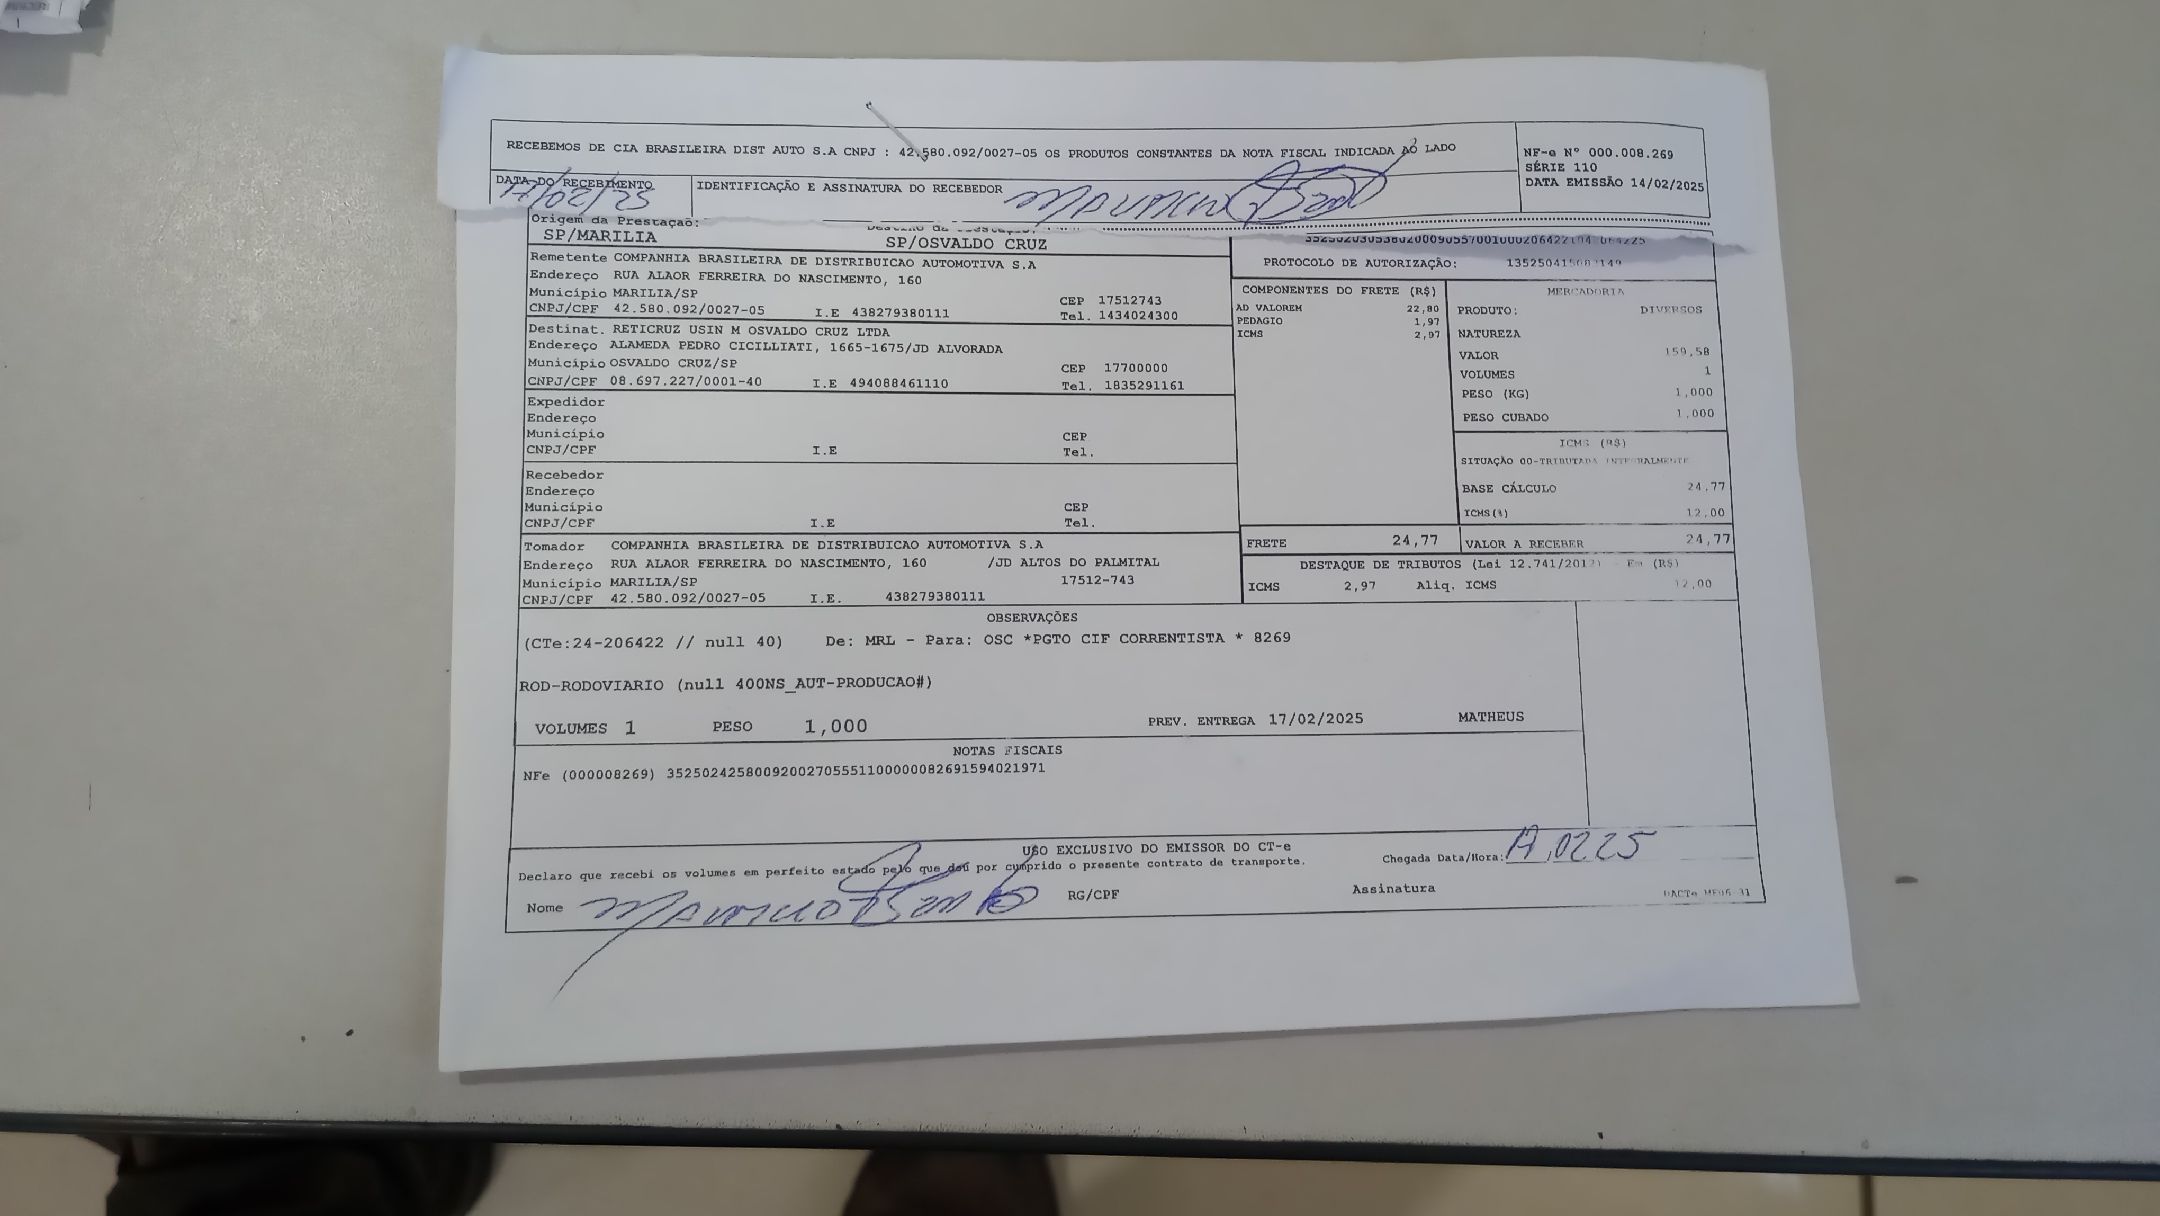 RECEBEMOS DE CIA BRASILEIRA DIST AUTO S.A CNPJ : 42.580.092/0027-05 OS PRODUTOS CONSTANTES DA NOTA FISCAL INDICADA AO LADO
NF-e Nº 000.008.269
SÉRIE 110
DATA EMISSÃO 14/02/2025
DATA DO RECEBIMENTO
IDENTIFICAÇÃO E ASSINATURA DO RECEBEDOR
/02/25
Origem da Prestação:
SP/MARILIA
SP/OSVALDO CRUZ
PROTOCOLO DE AUTORIZAÇÃO:
Remetente COMPANHIA BRASILEIRA DE DISTRIBUICAO AUTOMOTIVA S.A
Endereço RUA ALAOR FERREIRA DO NASCIMENTO, 160
Município MARILIA/SP CEP 17512743
CNPJ/CPF 42.580.092/0027-05 I.E 438279380111 Tel. 1434024300
Destinat. RETICRUZ USIN M OSVALDO CRUZ LTDA
Endereço ALAMEDA PEDRO CICILLIATI, 1665-1675/JD ALVORADA
Município OSVALDO CRUZ/SP CEP 17700000
CNPJ/CPF 08.697.227/0001-40 I.E 494088461110 Tel. 1835291161
Expedidor
Endereço
Município CEP
CNPJ/CPF I.E Tel.
Recebedor
Endereço
Município CEP
CNPJ/CPF I.E Tel.
Tomador COMPANHIA BRASILEIRA DE DISTRIBUICAO AUTOMOTIVA S.A
Endereço RUA ALAOR FERREIRA DO NASCIMENTO, 160 /JD ALTOS DO PALMITAL
Município MARILIA/SP 17512-743
CNPJ/CPF 42.580.092/0027-05 I.E. 438279380111
COMPONENTES DO FRETE (R$)
AD VALOREM 22,80
PEDAGIO 1,97
ICMS 2,97
MERCADORIA
PRODUTO: DIVERSOS
NATUREZA
VALOR 159,58
VOLUMES 1
PESO (KG) 1,000
PESO CUBADO 1,000
ICMS (R$)
SITUAÇÃO 00-TRIBUTADA INTEGRALMENTE
BASE CÁLCULO 24,77
ICMS(%) 12,00
FRETE 24,77 VALOR A RECEBER 24,77
DESTAQUE DE TRIBUTOS (Lei 12.741/2012) - Em (R$)
ICMS 2,97 Aliq. ICMS 12,00
OBSERVAÇÕES
(CTe:24-206422 // null 40) De: MRL - Para: OSC *PGTO CIF CORRENTISTA * 8269
ROD-RODOVIARIO (null 400NS_AUT-PRODUCAO#)
VOLUMES 1 PESO 1,000 PREV. ENTREGA 17/02/2025 MATHEUS
NOTAS FISCAIS
NFe (000008269) 35250242580092002705551100000082691594021971
USO EXCLUSIVO DO EMISSOR DO CT-e
Declaro que recebi os volumes em perfeito estado pelo que dou por cumprido o presente contrato de transporte.
Chegada Data/Hora: 17,0225
Nome RG/CPF Assinatura